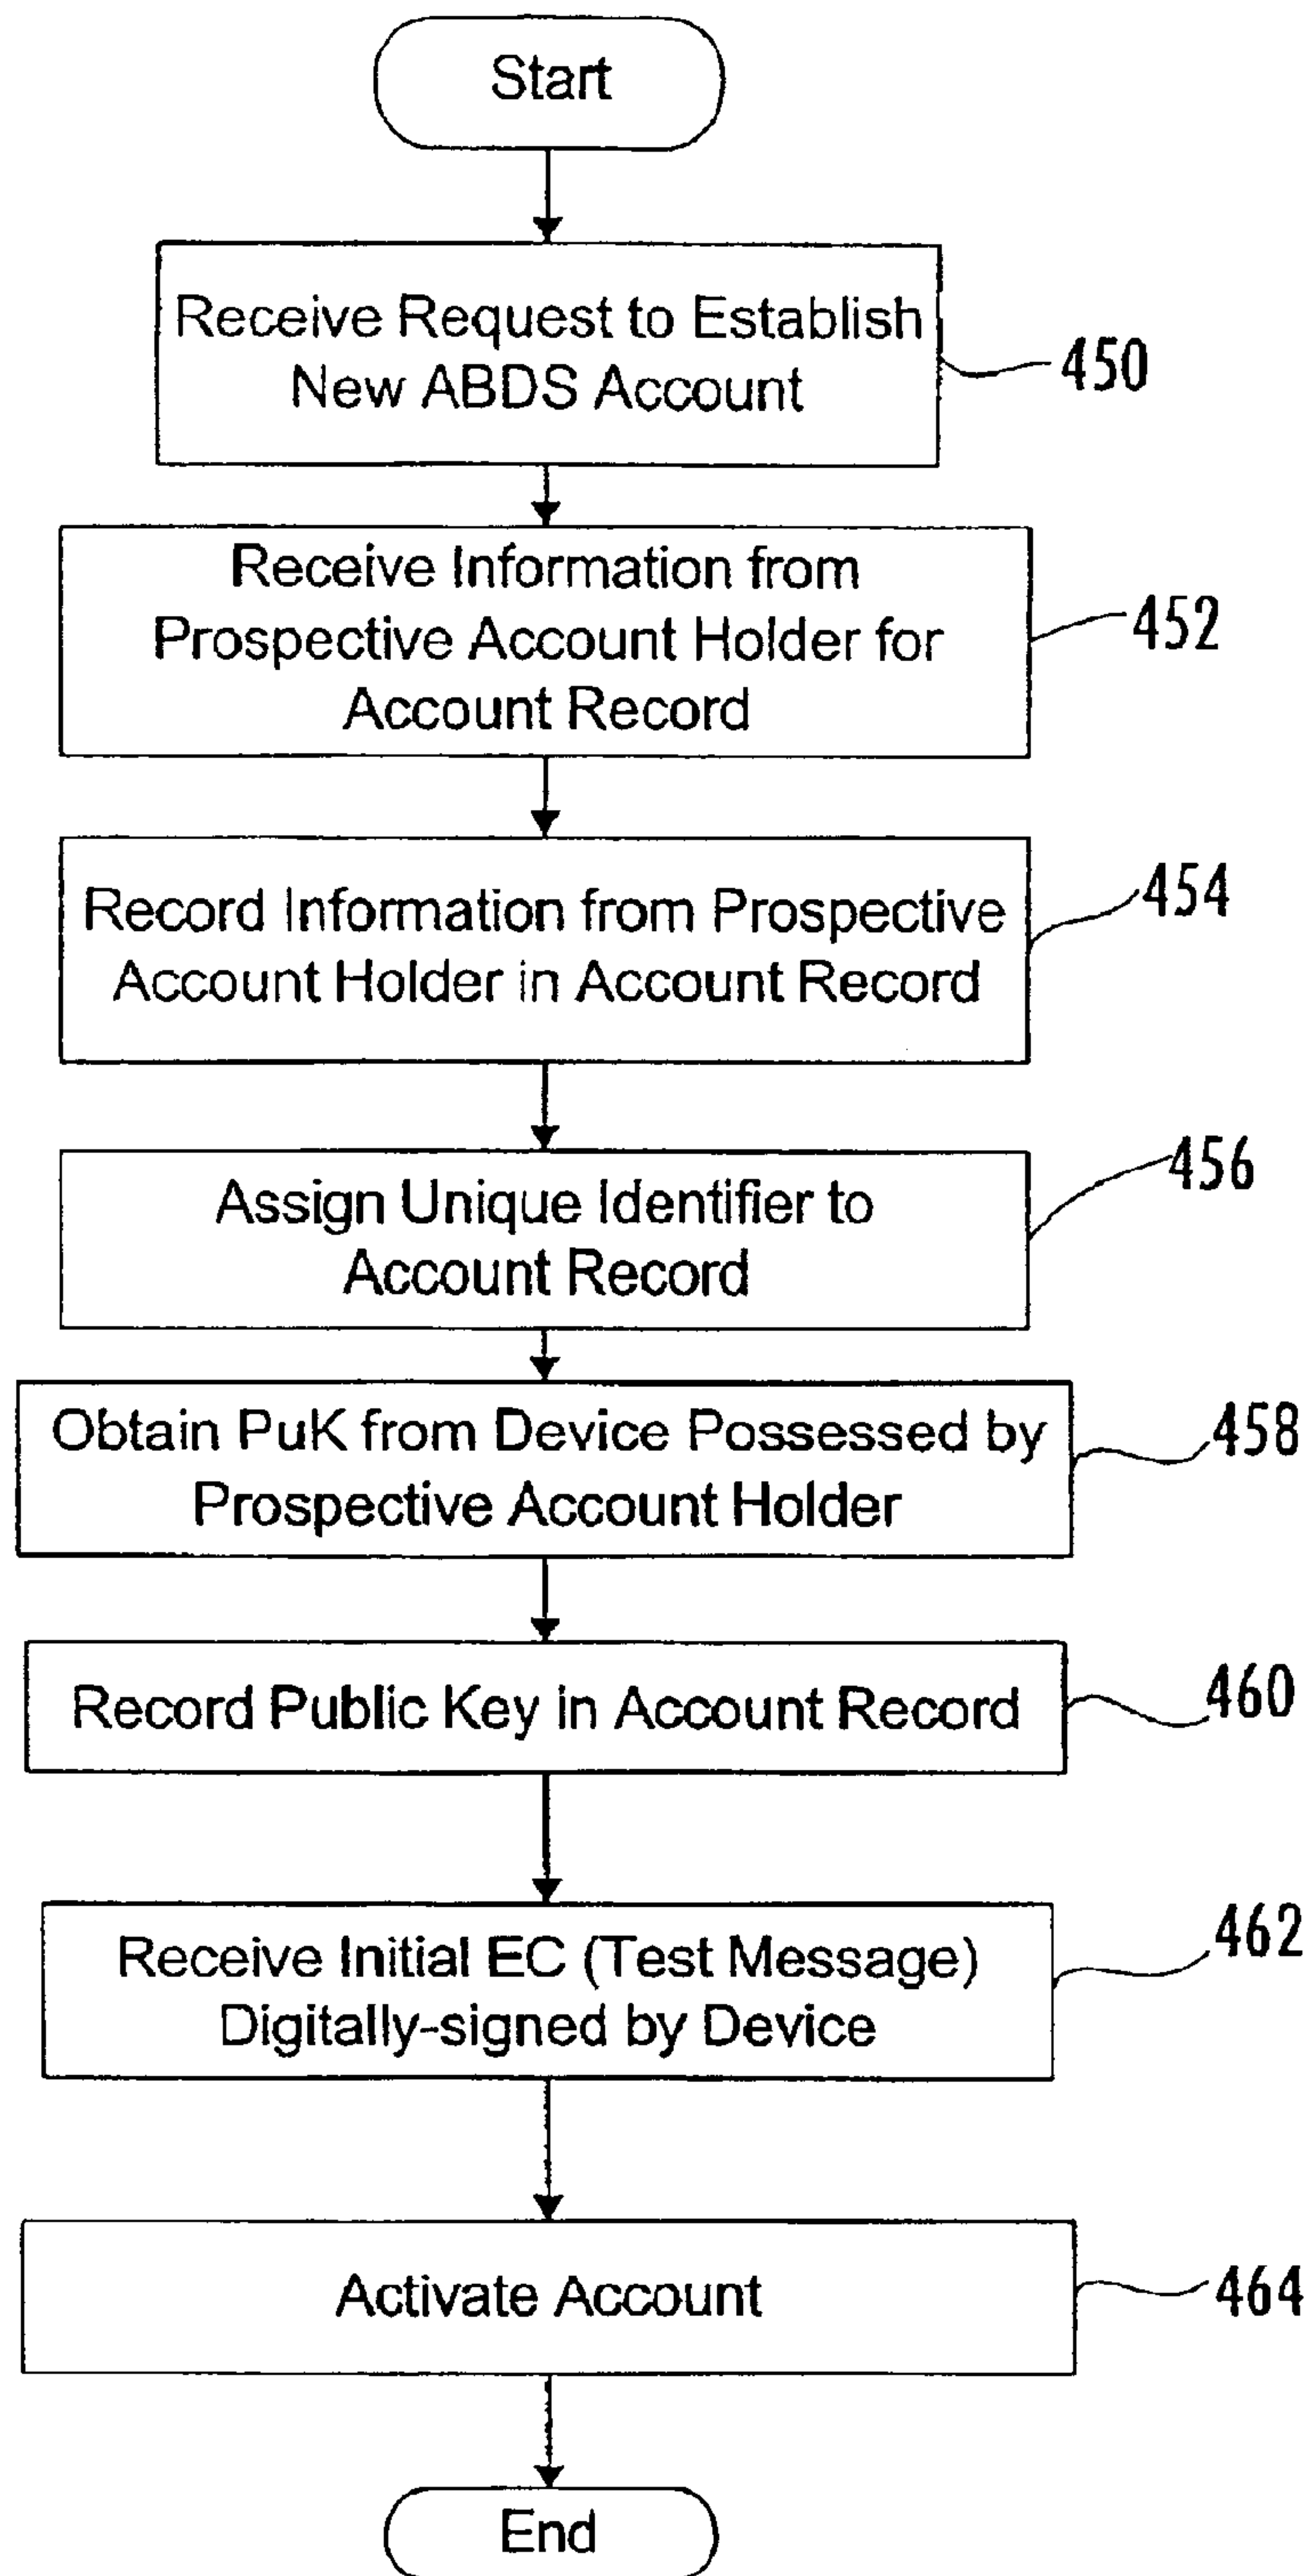 Start
Receive Request to Establish
New ABDS Account
450
Receive Information from
Prospective Account Holder for
Account Record
452
Record Information from Prospective
Account Holder in Account Record
454
Assign Unique Identifier to
Account Record
456
Obtain PuK from Device Possessed by
Prospective Account Holder
458
Record Public Key in Account Record
460
Receive Initial EC (Test Message)
Digitally-signed by Device
462
Activate Account
464
End